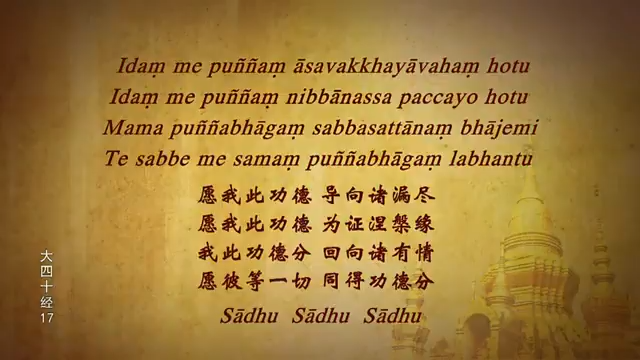 Idaṃ me puññaṃ āsavakkhayāvahaṃ hotu
Idaṃ me puññaṃ nibbānassa paccayo hotu
Mama puññabhāgaṃ sabbasattānaṃ bhājemi
Te sabbe me samaṃ puññabhāgaṃ labhantu
愿我此功德 导向诸漏尽
愿我此功德 为证涅槃缘
我此功德分 回向诸有情
愿彼等一切 同得功德分
Sādhu Sādhu Sādhu
大四十经17